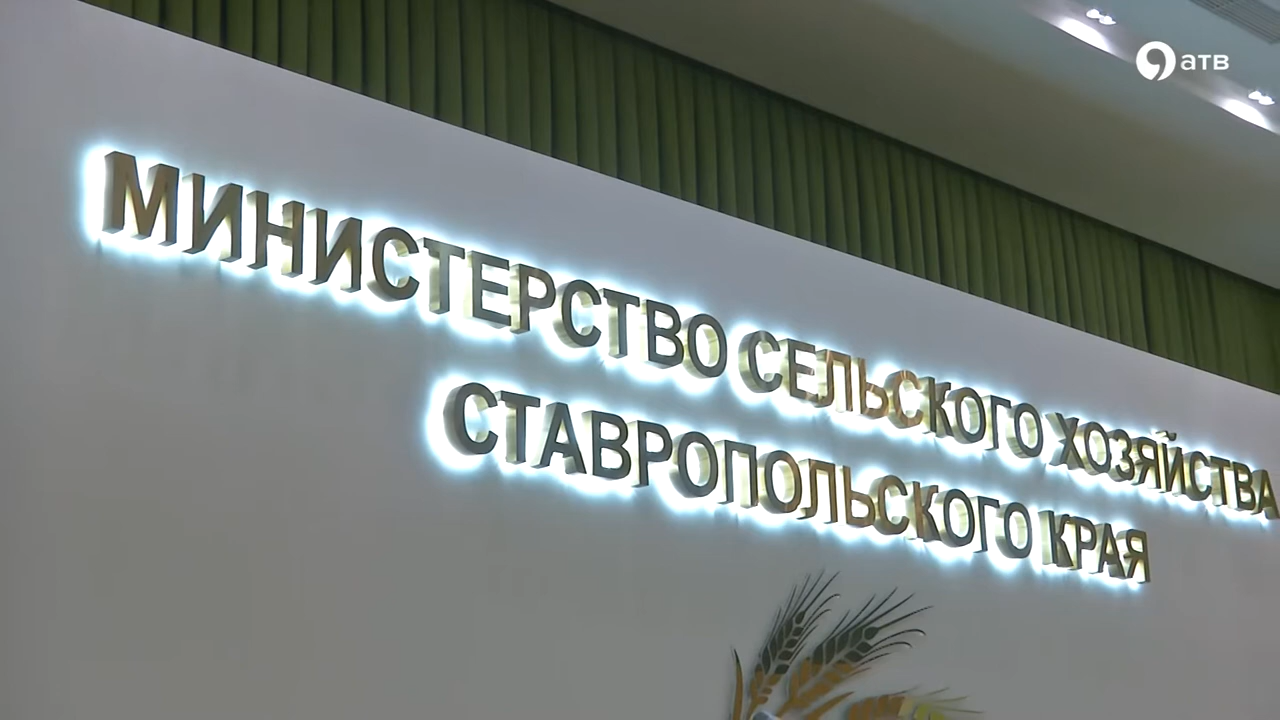 9 атв
МИНИСТЕРСТВО СЕЛЬСКОГО ХОЗЯЙСТВА
СТАВРОПОЛЬСКОГО КРАЯ